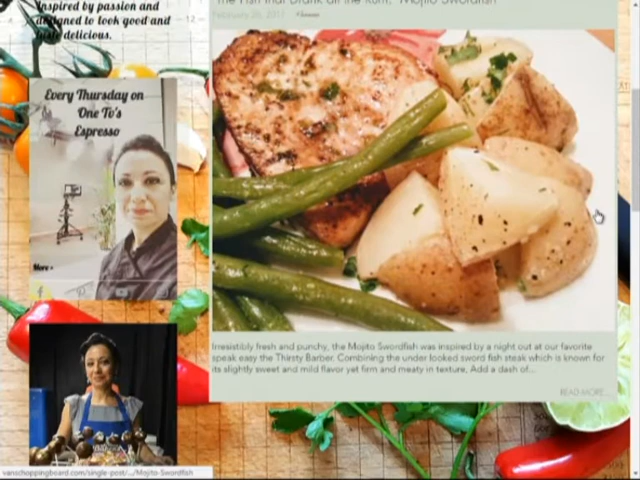 Inspired by passion and
designed to look good and
taste delicious.
The Fish that Drank all the Rum. "Mojito Swordfish"
February 26, 2017
Every Thursday on
One Tv's
Espresso
More »
Irresistibly fresh and punchy, the Mojito Swordfish was inspired by a night out at our favorite
speak easy the Thirsty Barber. Combining the under looked sword fish steak which is known for
its slightly sweet and mild flavor yet firm and meaty in texture. Add a dash of...
READ MORE...
vanschoppingboard.com/single-post/.../Mojito-Swordfish